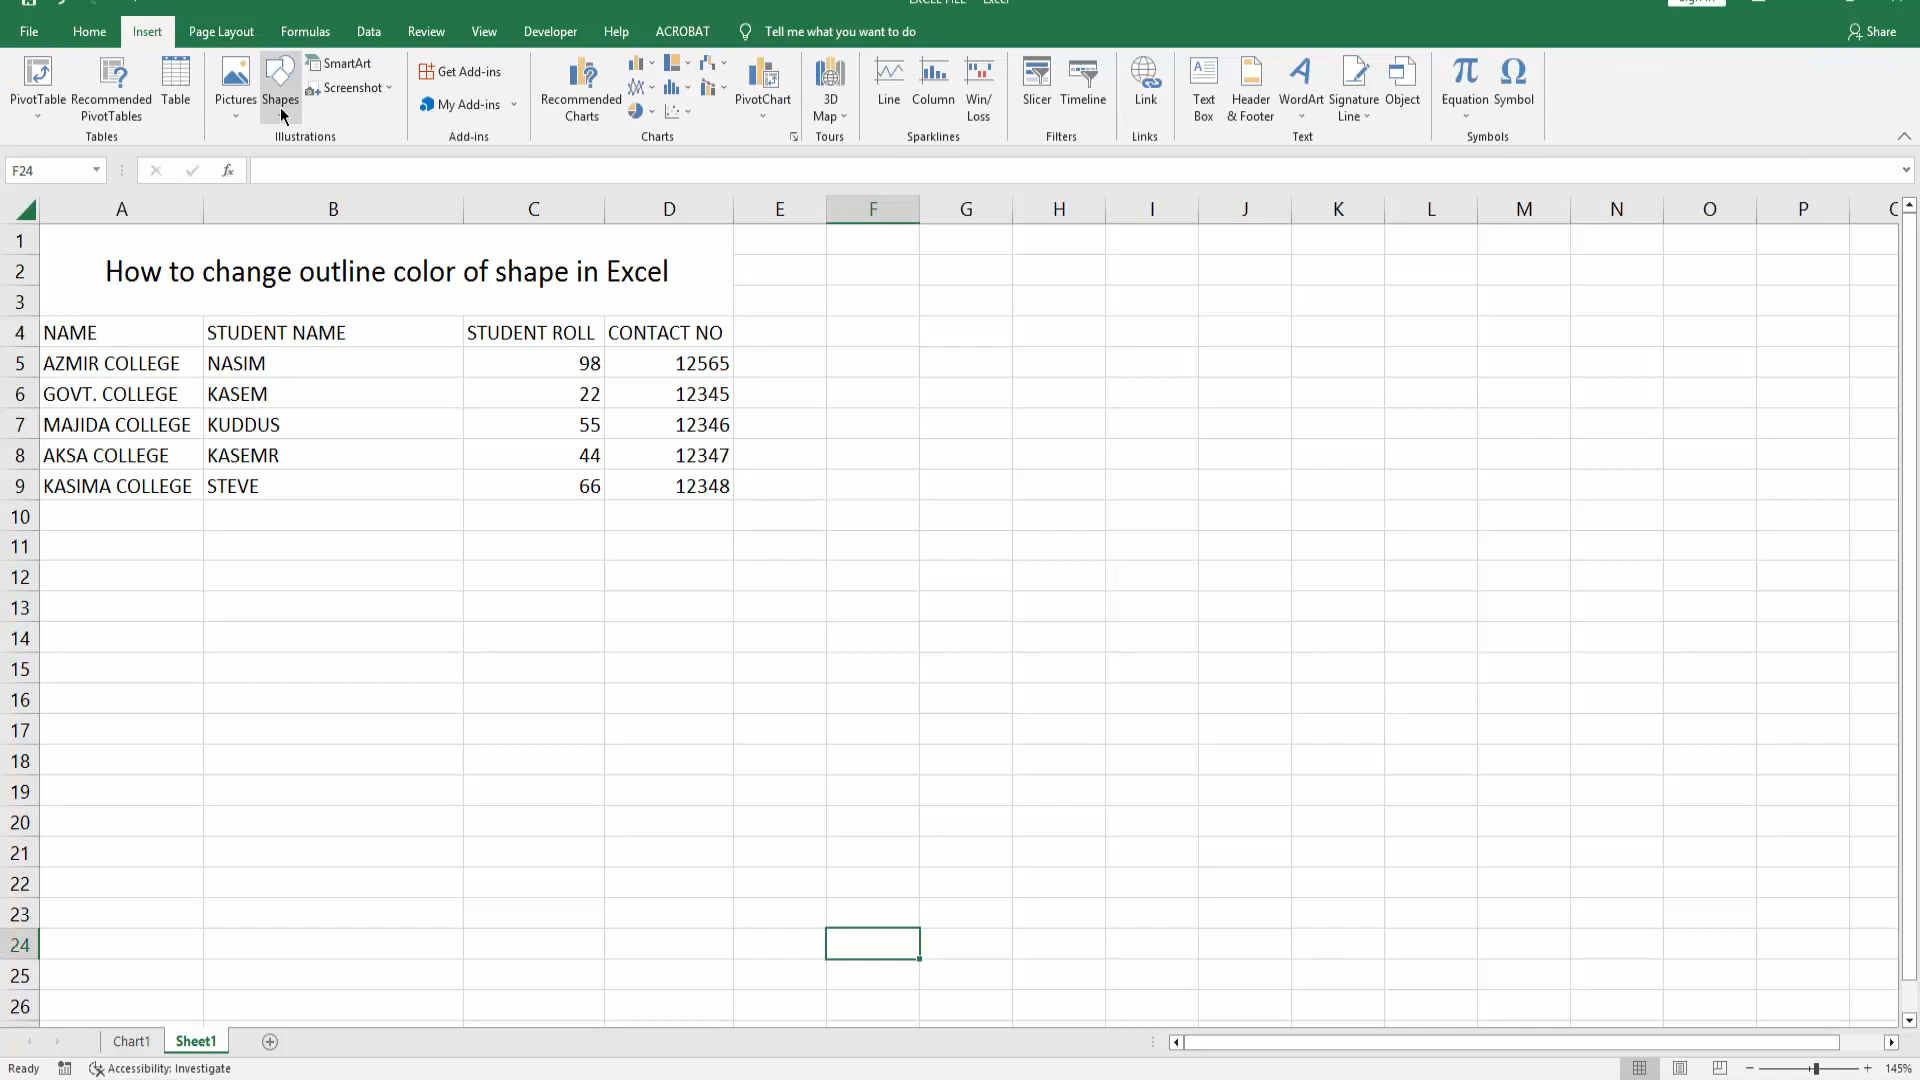 File Home Insert Page Layout Formulas Data Review View Developer Help ACROBAT Tell me what you want to do Share
PivotTable Recommended PivotTables Table
Tables
Pictures Shapes SmartArt Screenshot
Illustrations
Get Add-ins
My Add-ins
Add-ins
Recommended Charts PivotChart
Charts
3D Map
Tours
Line Column Win/Loss
Sparklines
Slicer Timeline
Filters
Link
Links
Text Box Header & Footer WordArt Signature Line Object
Text
Equation Symbol
Symbols
F24 fx
A B C D E F G H I J K L M N O P
1
2 How to change outline color of shape in Excel
3
4 NAME STUDENT NAME STUDENT ROLL CONTACT NO
5 AZMIR COLLEGE NASIM 98 12565
6 GOVT. COLLEGE KASEM 22 12345
7 MAJIDA COLLEGE KUDDUS 55 12346
8 AKSA COLLEGE KASEMR 44 12347
9 KASIMA COLLEGE STEVE 66 12348
10
11
12
13
14
15
16
17
18
19
20
21
22
23
24
25
26
Chart1 Sheet1
Ready Accessibility: Investigate 145%